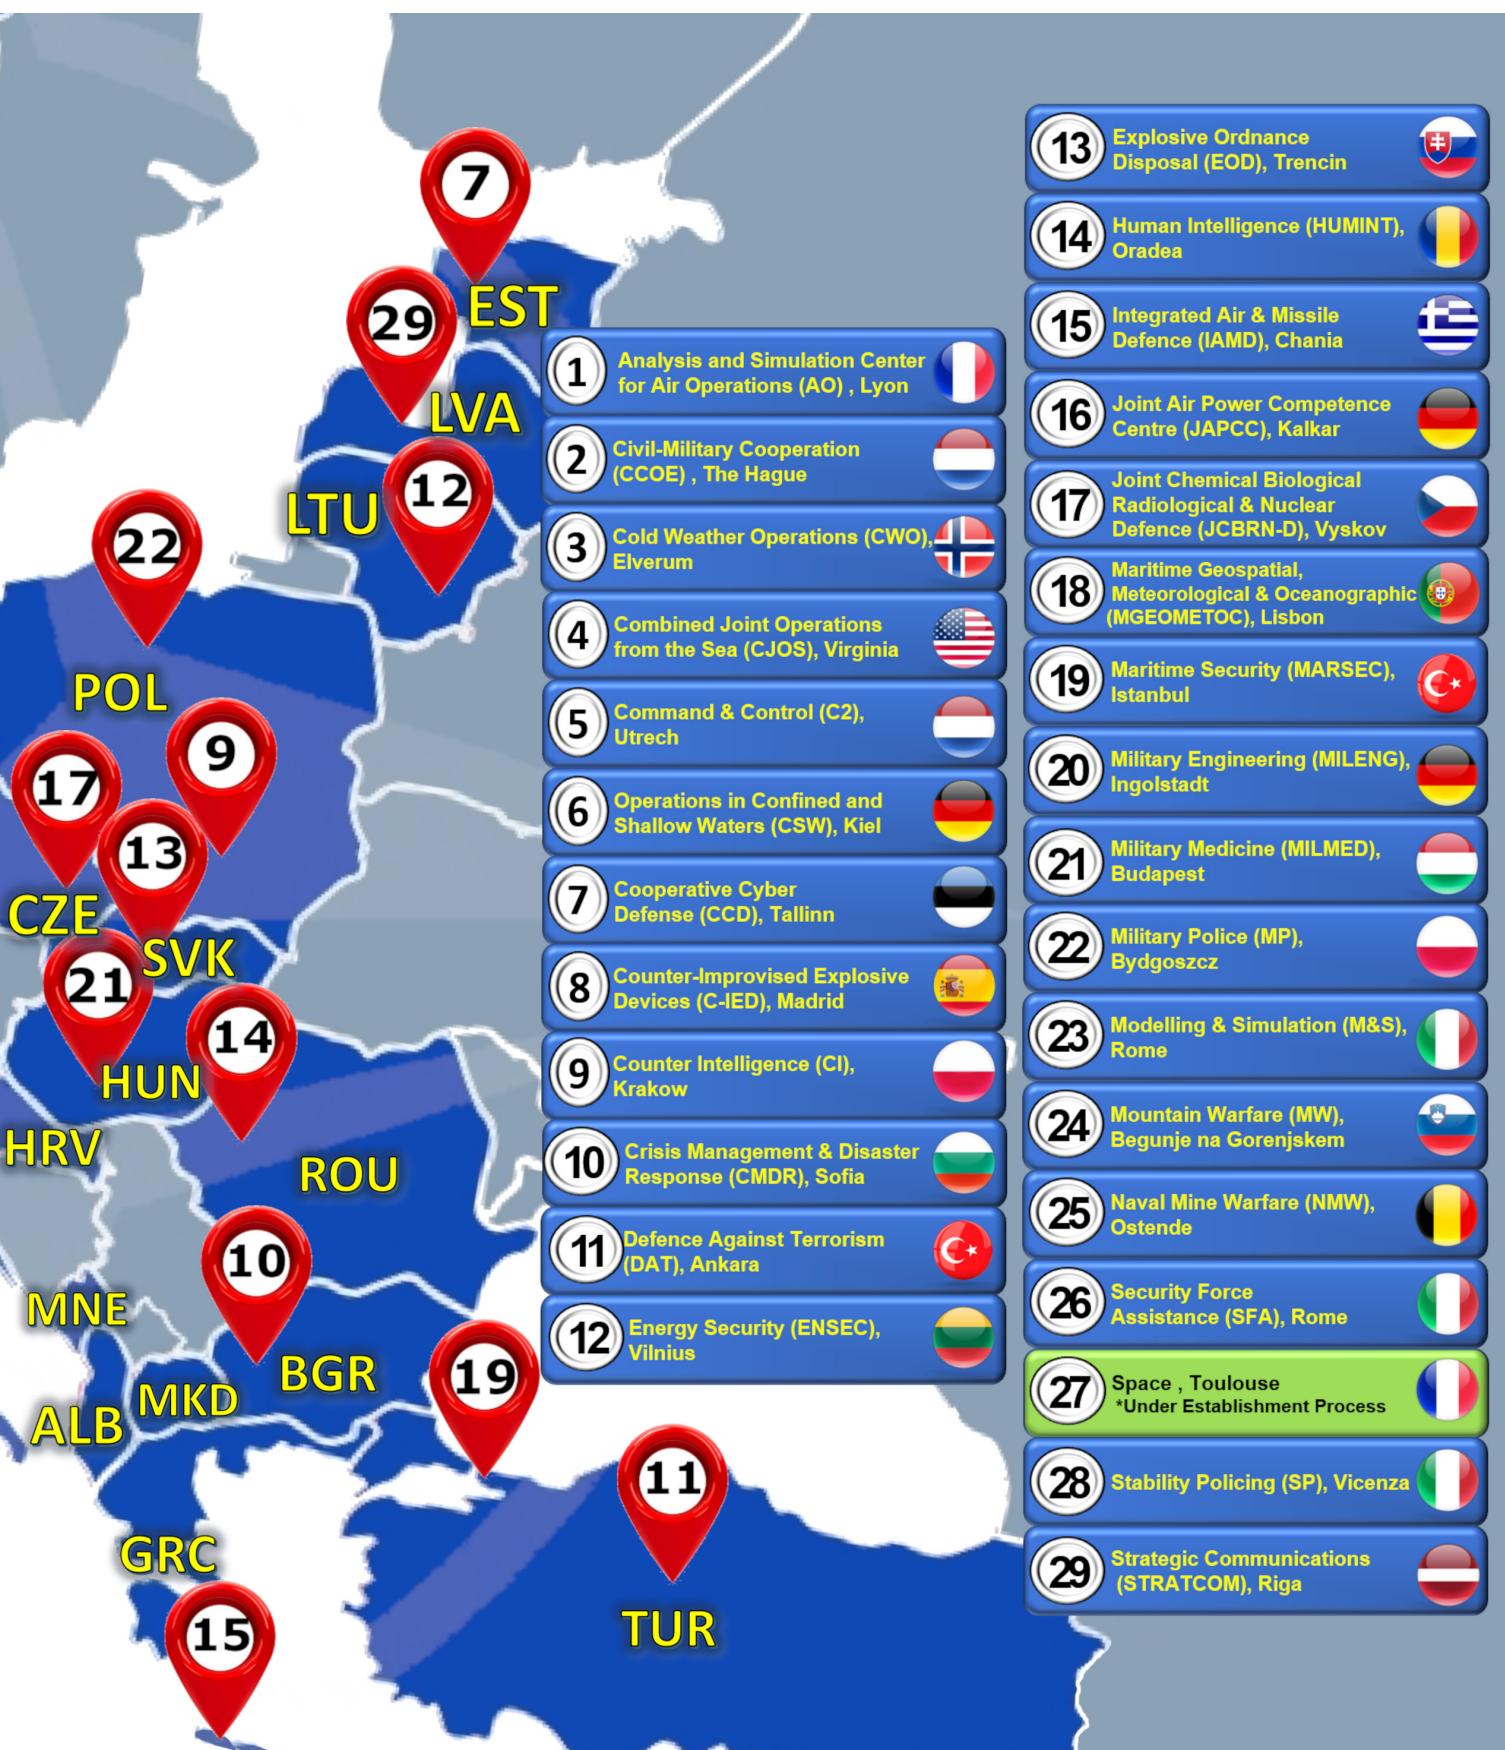 7
29
EST
LVA
12
LTU
22
POL
9
17
13
CZE
SVK
21
14
HUN
HRV
ROU
10
MNE
BGR
MKD
ALB
19
11
GRC
15
TUR
1
Analysis and Simulation Center
for Air Operations (AO) , Lyon
2
Civil-Military Cooperation
(CCOE) , The Hague
3
Cold Weather Operations (CWO),
Elverum
4
Combined Joint Operations
from the Sea (CJOS), Virginia
5
Command & Control (C2),
Utrech
6
Operations in Confined and
Shallow Waters (CSW), Kiel
7
Cooperative Cyber
Defense (CCD), Tallinn
8
Counter-Improvised Explosive
Devices (C-IED), Madrid
9
Counter Intelligence (CI),
Krakow
10
Crisis Management & Disaster
Response (CMDR), Sofia
11
Defence Against Terrorism
(DAT), Ankara
12
Energy Security (ENSEC),
Vilnius
13
Explosive Ordnance
Disposal (EOD), Trencin
14
Human Intelligence (HUMINT),
Oradea
15
Integrated Air & Missile
Defence (IAMD), Chania
16
Joint Air Power Competence
Centre (JAPCC), Kalkar
17
Joint Chemical Biological
Radiological & Nuclear
Defence (JCBRN-D), Vyskov
18
Maritime Geospatial,
Meteorological & Oceanographic
(MGEOMETOC), Lisbon
19
Maritime Security (MARSEC),
Istanbul
20
Military Engineering (MILENG),
Ingolstadt
21
Military Medicine (MILMED),
Budapest
22
Military Police (MP),
Bydgoszcz
23
Modelling & Simulation (M&S),
Rome
24
Mountain Warfare (MW),
Begunje na Gorenjskem
25
Naval Mine Warfare (NMW),
Ostende
26
Security Force
Assistance (SFA), Rome
27
Space , Toulouse
*Under Establishment Process
28
Stability Policing (SP), Vicenza
29
Strategic Communications
(STRATCOM), Riga